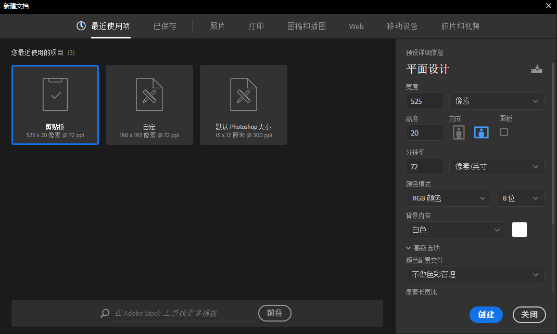 新建文档
最近使用项 已保存 照片 打印 图稿和插图 Web 移动设备 胶片和视频
您最近使用的项目 (3)
剪贴板
525 x 20 像素 @ 72 ppi
自定
186 x 193 像素 @ 72 ppi
默认 Photoshop 大小
16 x 12 厘米 @ 300 ppi
在 Adobe Stock 上查找更多模板
前往
预设详细信息
平面设计
宽度
525 像素
高度 方向 画板
20
分辨率
72 像素/英寸
颜色模式
RGB 颜色 8 位
背景内容
白色
高级选项
颜色配置文件
不做色彩管理
像素长宽比
创建 关闭